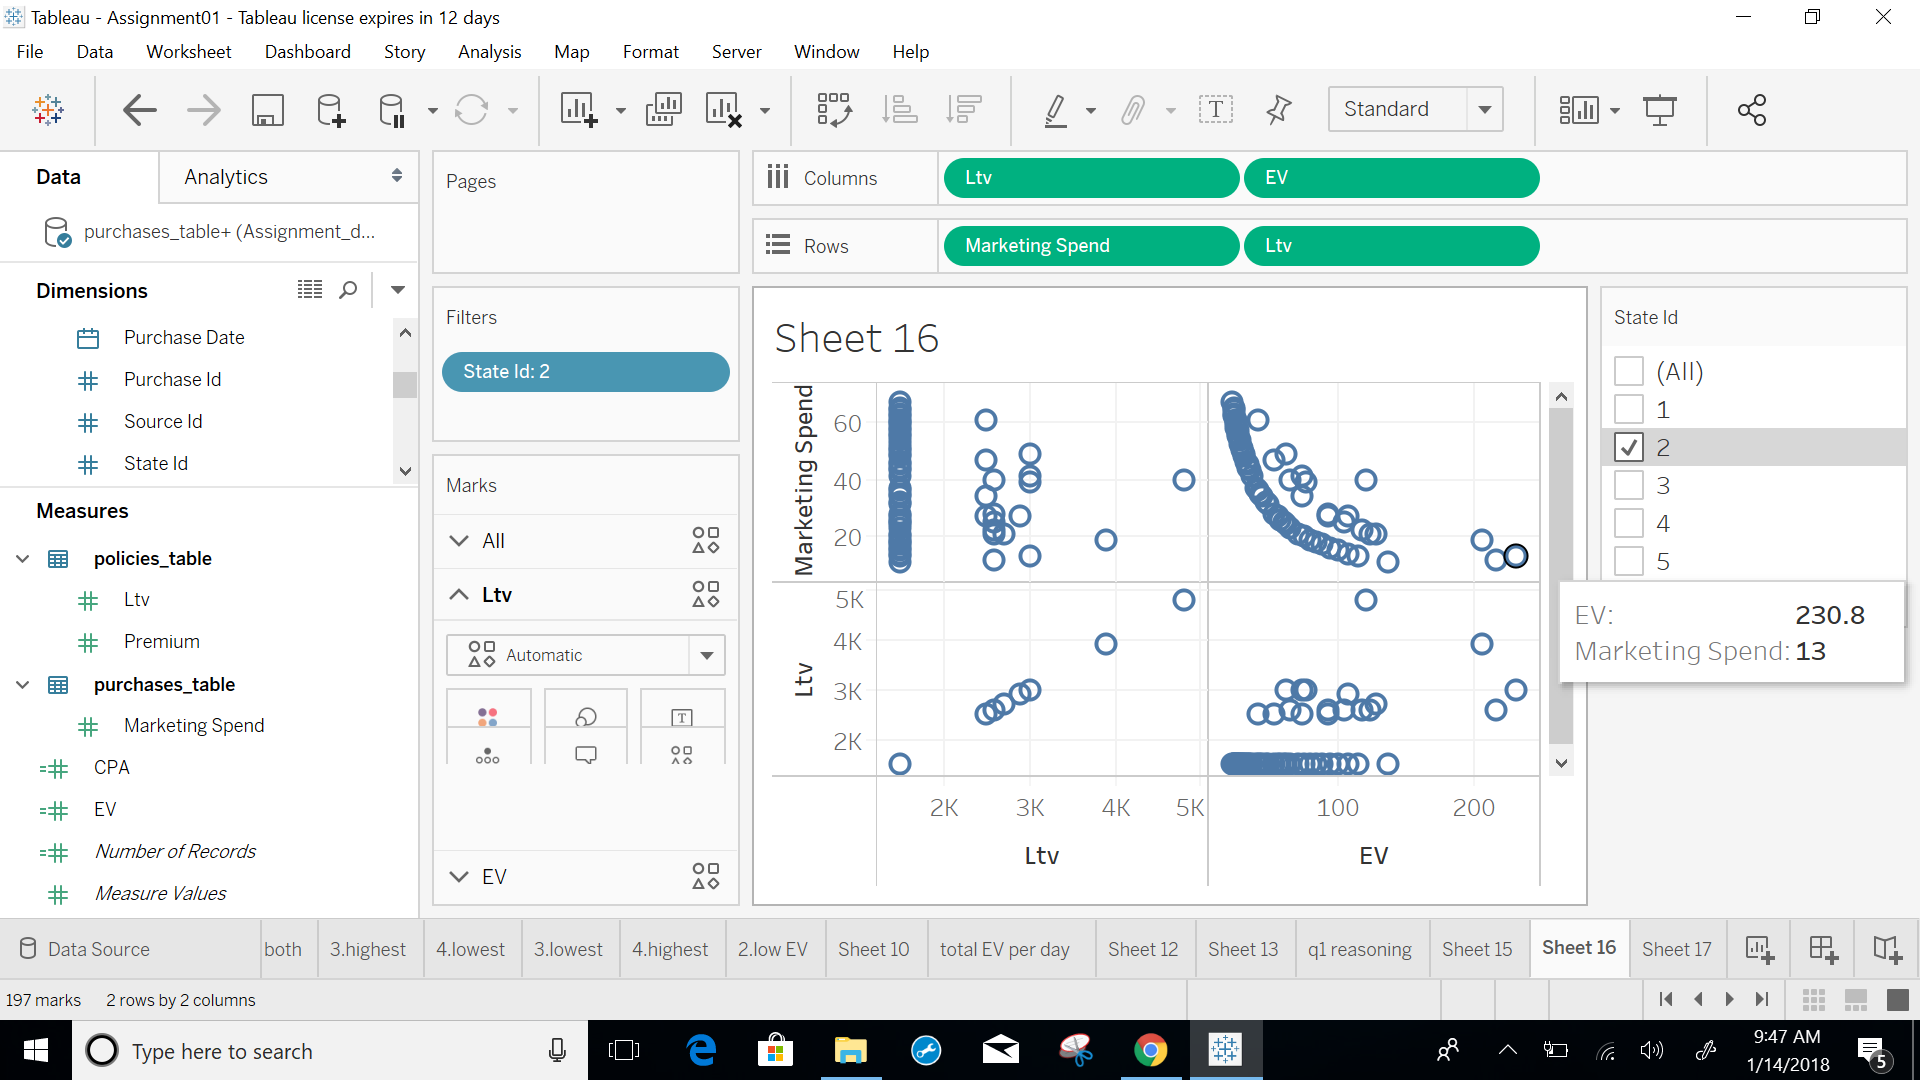 Tableau - Assignment01 - Tableau license expires in 12 days
File Data Worksheet Dashboard Story Analysis Map Format Server Window Help
T Standard
Data Analytics
purchases_table+ (Assignment_d...
Dimensions
Purchase Date
Purchase Id
Source Id
State Id
Measures
policies_table
Ltv
Premium
purchases_table
Marketing Spend
CPA
EV
Number of Records
Measure Values
Pages
Filters
State Id: 2
Marks
All
Ltv
Automatic
T
EV
Columns Ltv EV
Rows Marketing Spend Ltv
Sheet 16
Marketing Spend
60
40
20
Ltv
5K
4K
3K
2K
2K 3K 4K 5K 100 200
Ltv EV
State Id
(All)
1
2
3
4
5
EV: 230.8
Marketing Spend: 13
Data Source both 3.highest 4.lowest 3.lowest 4.highest 2.low EV Sheet 10 total EV per day Sheet 12 Sheet 13 q1 reasoning Sheet 15 Sheet 16 Sheet 17
197 marks 2 rows by 2 columns
Type here to search
9:47 AM
1/14/2018
5